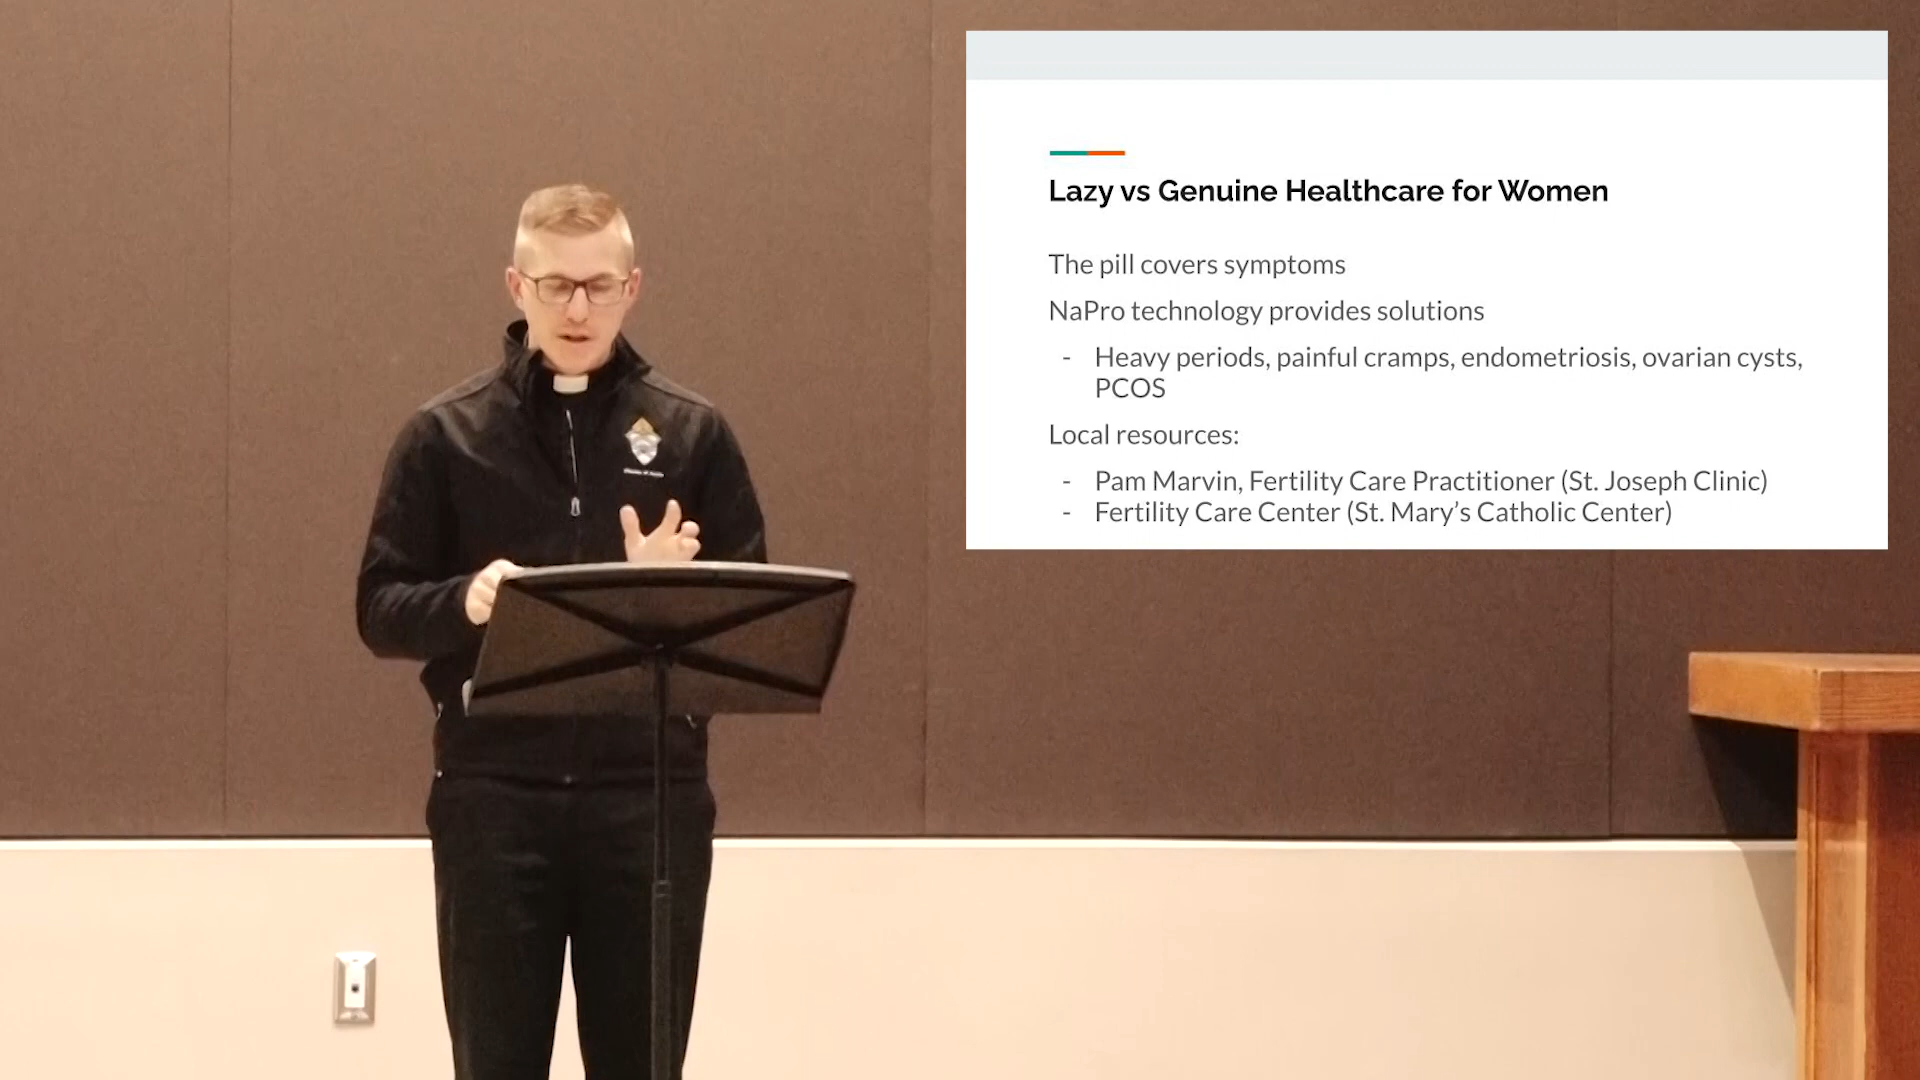 Lazy vs Genuine Healthcare for Women
The pill covers symptoms
NaPro technology provides solutions
- Heavy periods, painful cramps, endometriosis, ovarian cysts,
PCOS
Local resources:
- Pam Marvin, Fertility Care Practitioner (St. Joseph Clinic)
- Fertility Care Center (St. Mary's Catholic Center)